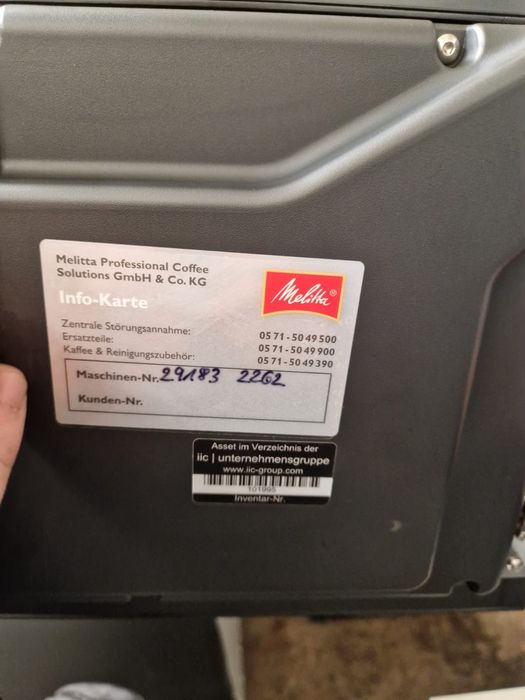 Melitta Professional Coffee
Solutions GmbH & Co. KG
Melitta®
Info-Karte
Zentrale Störungsannahme: 05 71 - 50 49 500
Ersatzteile: 05 71 - 50 49 900
Kaffee & Reinigungszubehör: 05 71 - 50 49 390
Maschinen-Nr. 29183 2262
Kunden-Nr.
Asset im Verzeichnis der
iic | unternehmensgruppe
www.iic-group.com
101995
Inventar-Nr.